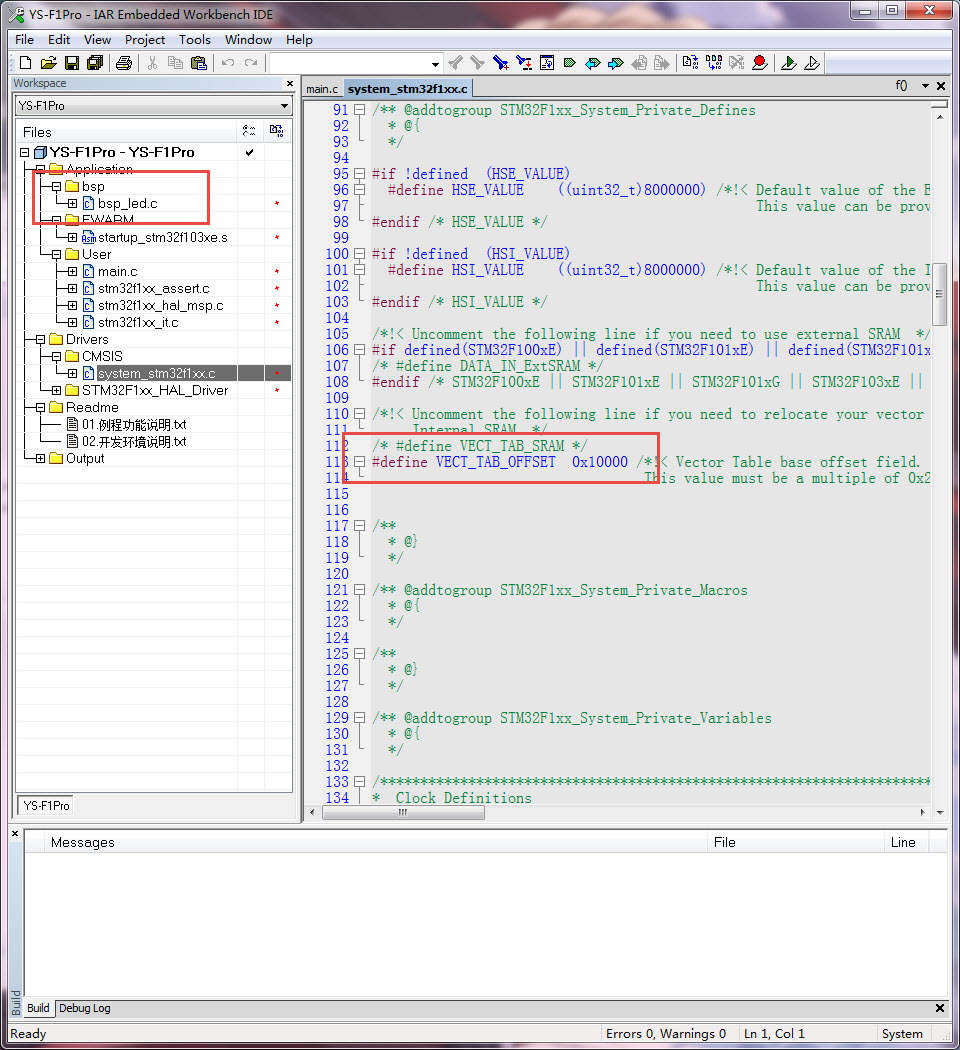 YS-F1Pro - IAR Embedded Workbench IDE
File Edit View Project Tools Window Help
Workspace
YS-F1Pro
Files
YS-F1Pro - YS-F1Pro
Application
bsp
bsp_led.c
EWARM
startup_stm32f103xe.s
User
main.c
stm32f1xx_assert.c
stm32f1xx_hal_msp.c
stm32f1xx_it.c
Drivers
CMSIS
system_stm32f1xx.c
STM32F1xx_HAL_Driver
Readme
01.例程功能说明.txt
02.开发环境说明.txt
Output
YS-F1Pro
main.c system_stm32f1xx.c f0
91 /** @addtogroup STM32F1xx_System_Private_Defines
92 * @{
93 */
94
95 #if !defined (HSE_VALUE)
96 #define HSE_VALUE ((uint32_t)8000000) /*!< Default value of the E
97 This value can be prov
98 #endif /* HSE_VALUE */
99
100 #if !defined (HSI_VALUE)
101 #define HSI_VALUE ((uint32_t)8000000) /*!< Default value of the I
102 This value can be prov
103 #endif /* HSI_VALUE */
104
105 /*!< Uncomment the following line if you need to use external SRAM */
106 #if defined(STM32F100xE) || defined(STM32F101xE) || defined(STM32F101x
107 /* #define DATA_IN_ExtSRAM */
108 #endif /* STM32F100xE || STM32F101xE || STM32F101xG || STM32F103xE ||
109
110 /*!< Uncomment the following line if you need to relocate your vector
111 Internal SRAM. */
112 /* #define VECT_TAB_SRAM */
113 #define VECT_TAB_OFFSET 0x10000 /*!< Vector Table base offset field.
114 This value must be a multiple of 0x2
115
116
117 /**
118 * @}
119 */
120
121 /** @addtogroup STM32F1xx_System_Private_Macros
122 * @{
123 */
124
125 /**
126 * @}
127 */
128
129 /** @addtogroup STM32F1xx_System_Private_Variables
130 * @{
131 */
132
133 /*********************************************************************
134 * Clock Definitions
Messages File Line
Build
Build Debug Log
Ready Errors 0, Warnings 0 Ln 1, Col 1 System